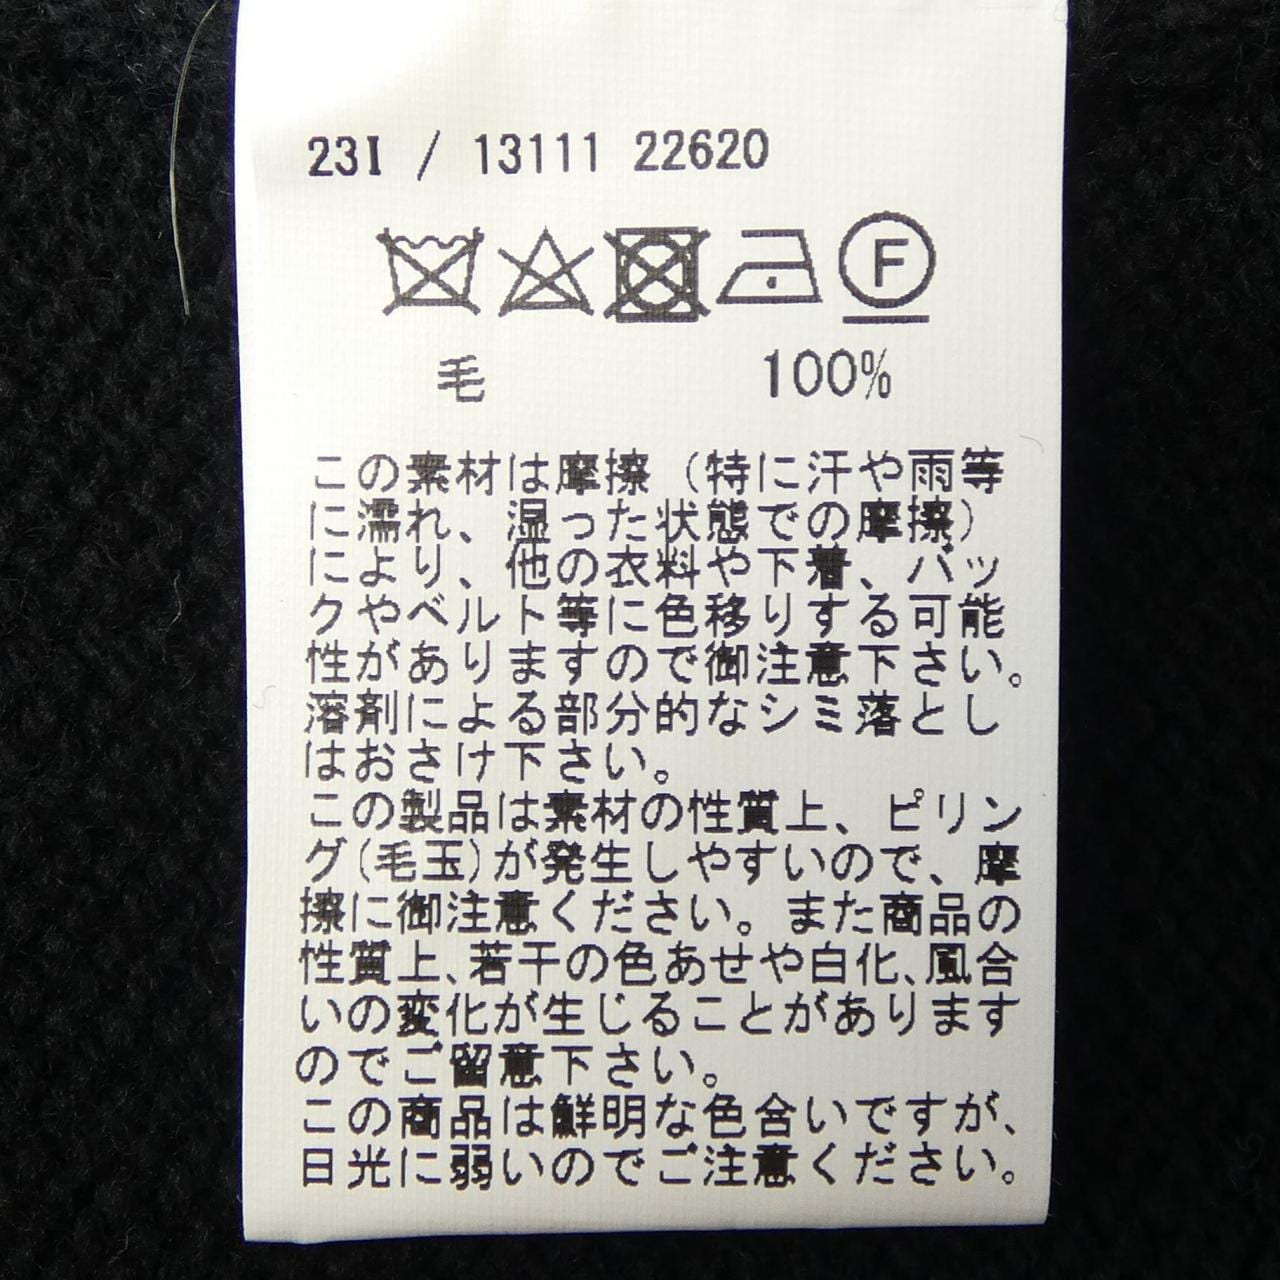 23I / 13111 22620
F
毛 100%
この素材は摩擦（特に汗や雨等
に濡れ、湿った状態での摩擦）
により、他の衣料や下着、バッ
クやベルト等に色移りする可能
性がありますので御注意下さい。
溶剤による部分的なシミ落とし
はおさけ下さい。
この製品は素材の性質上、ピリン
グ(毛玉)が発生しやすいので、摩
擦に御注意ください。また商品の
性質上、若干の色あせや白化、風合
いの変化が生じることがあります
のでご留意下さい。
この商品は鮮明な色合いですが、
日光に弱いのでご注意ください。